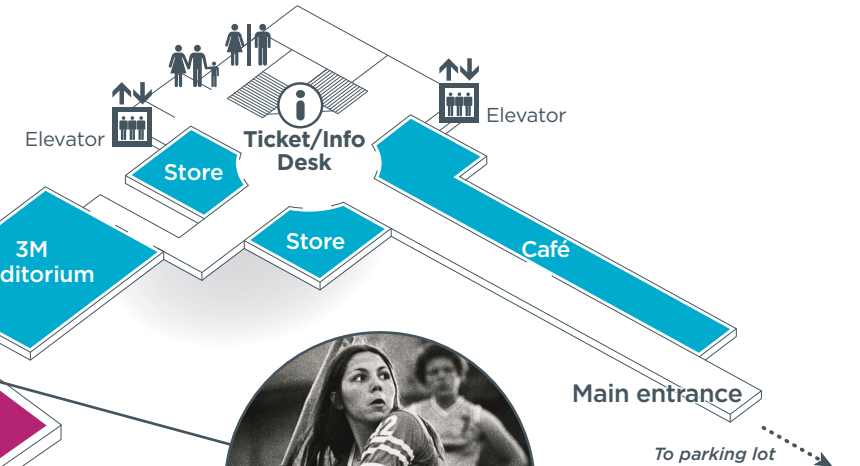 Elevator
Elevator
Ticket/Info
Desk
Store
Store
Café
3M
ditorium
Main entrance
To parking lot